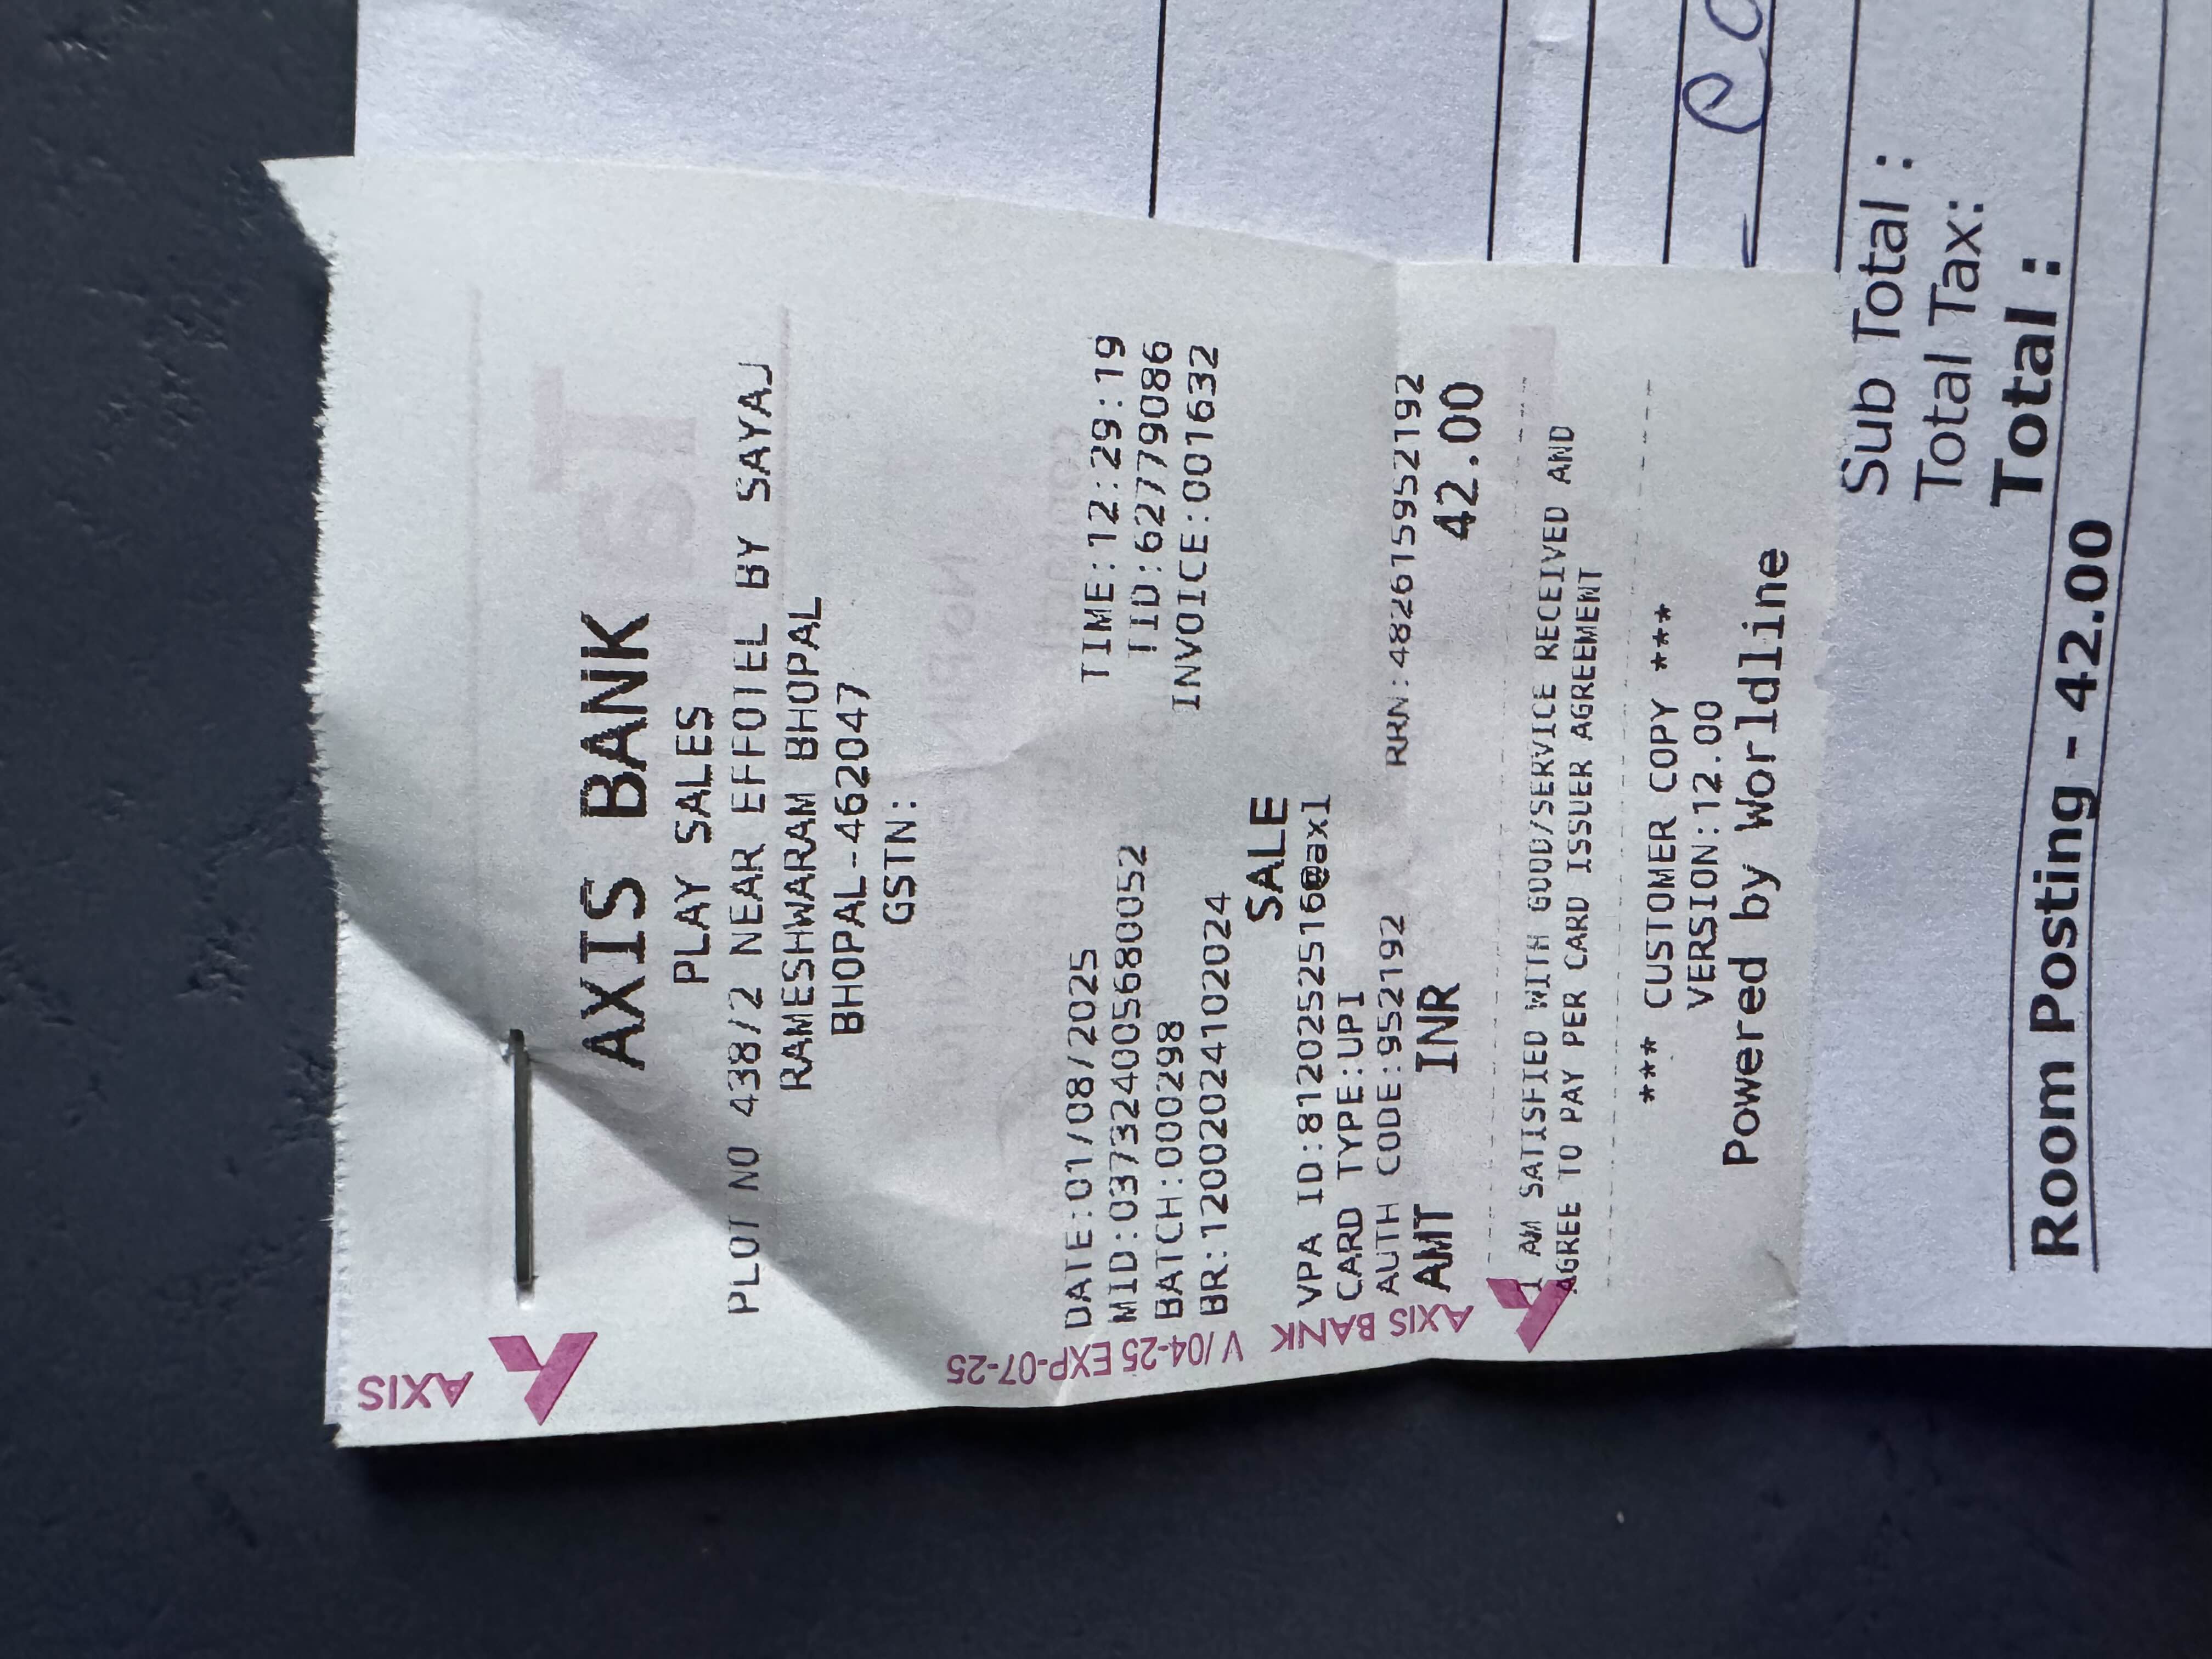 AXIS
AXIS BANK
PLAY SALES
PLOT NO 438/2 NEAR EFFOTEL BY SAYAJ
RAMESHWARAM BHOPAL
BHOPAL-462047
GSTN:
DATE:01/08/2025 TIME:12:29:19
MID:037324005680052 TID:62779086
BATCH:000298 INVOICE:001632
BR:120020241022024
SALE
VPA ID:8120252516@axl
CARD TYPE:UPI
AUTH CODE:952192 RRN:482615952192
AMT INR 42.00
I AM SATISFIED WITH GOOD/SERVICE RECEIVED AND
AGREE TO PAY PER CARD ISSUER AGREEMENT
*** CUSTOMER COPY ***
VERSION:12.00
Powered by Worldline
V/04-25 EXP-07-25
AXIS BANK
AXIS
Sub Total :
Total Tax:
Total :
Room Posting - 42.00